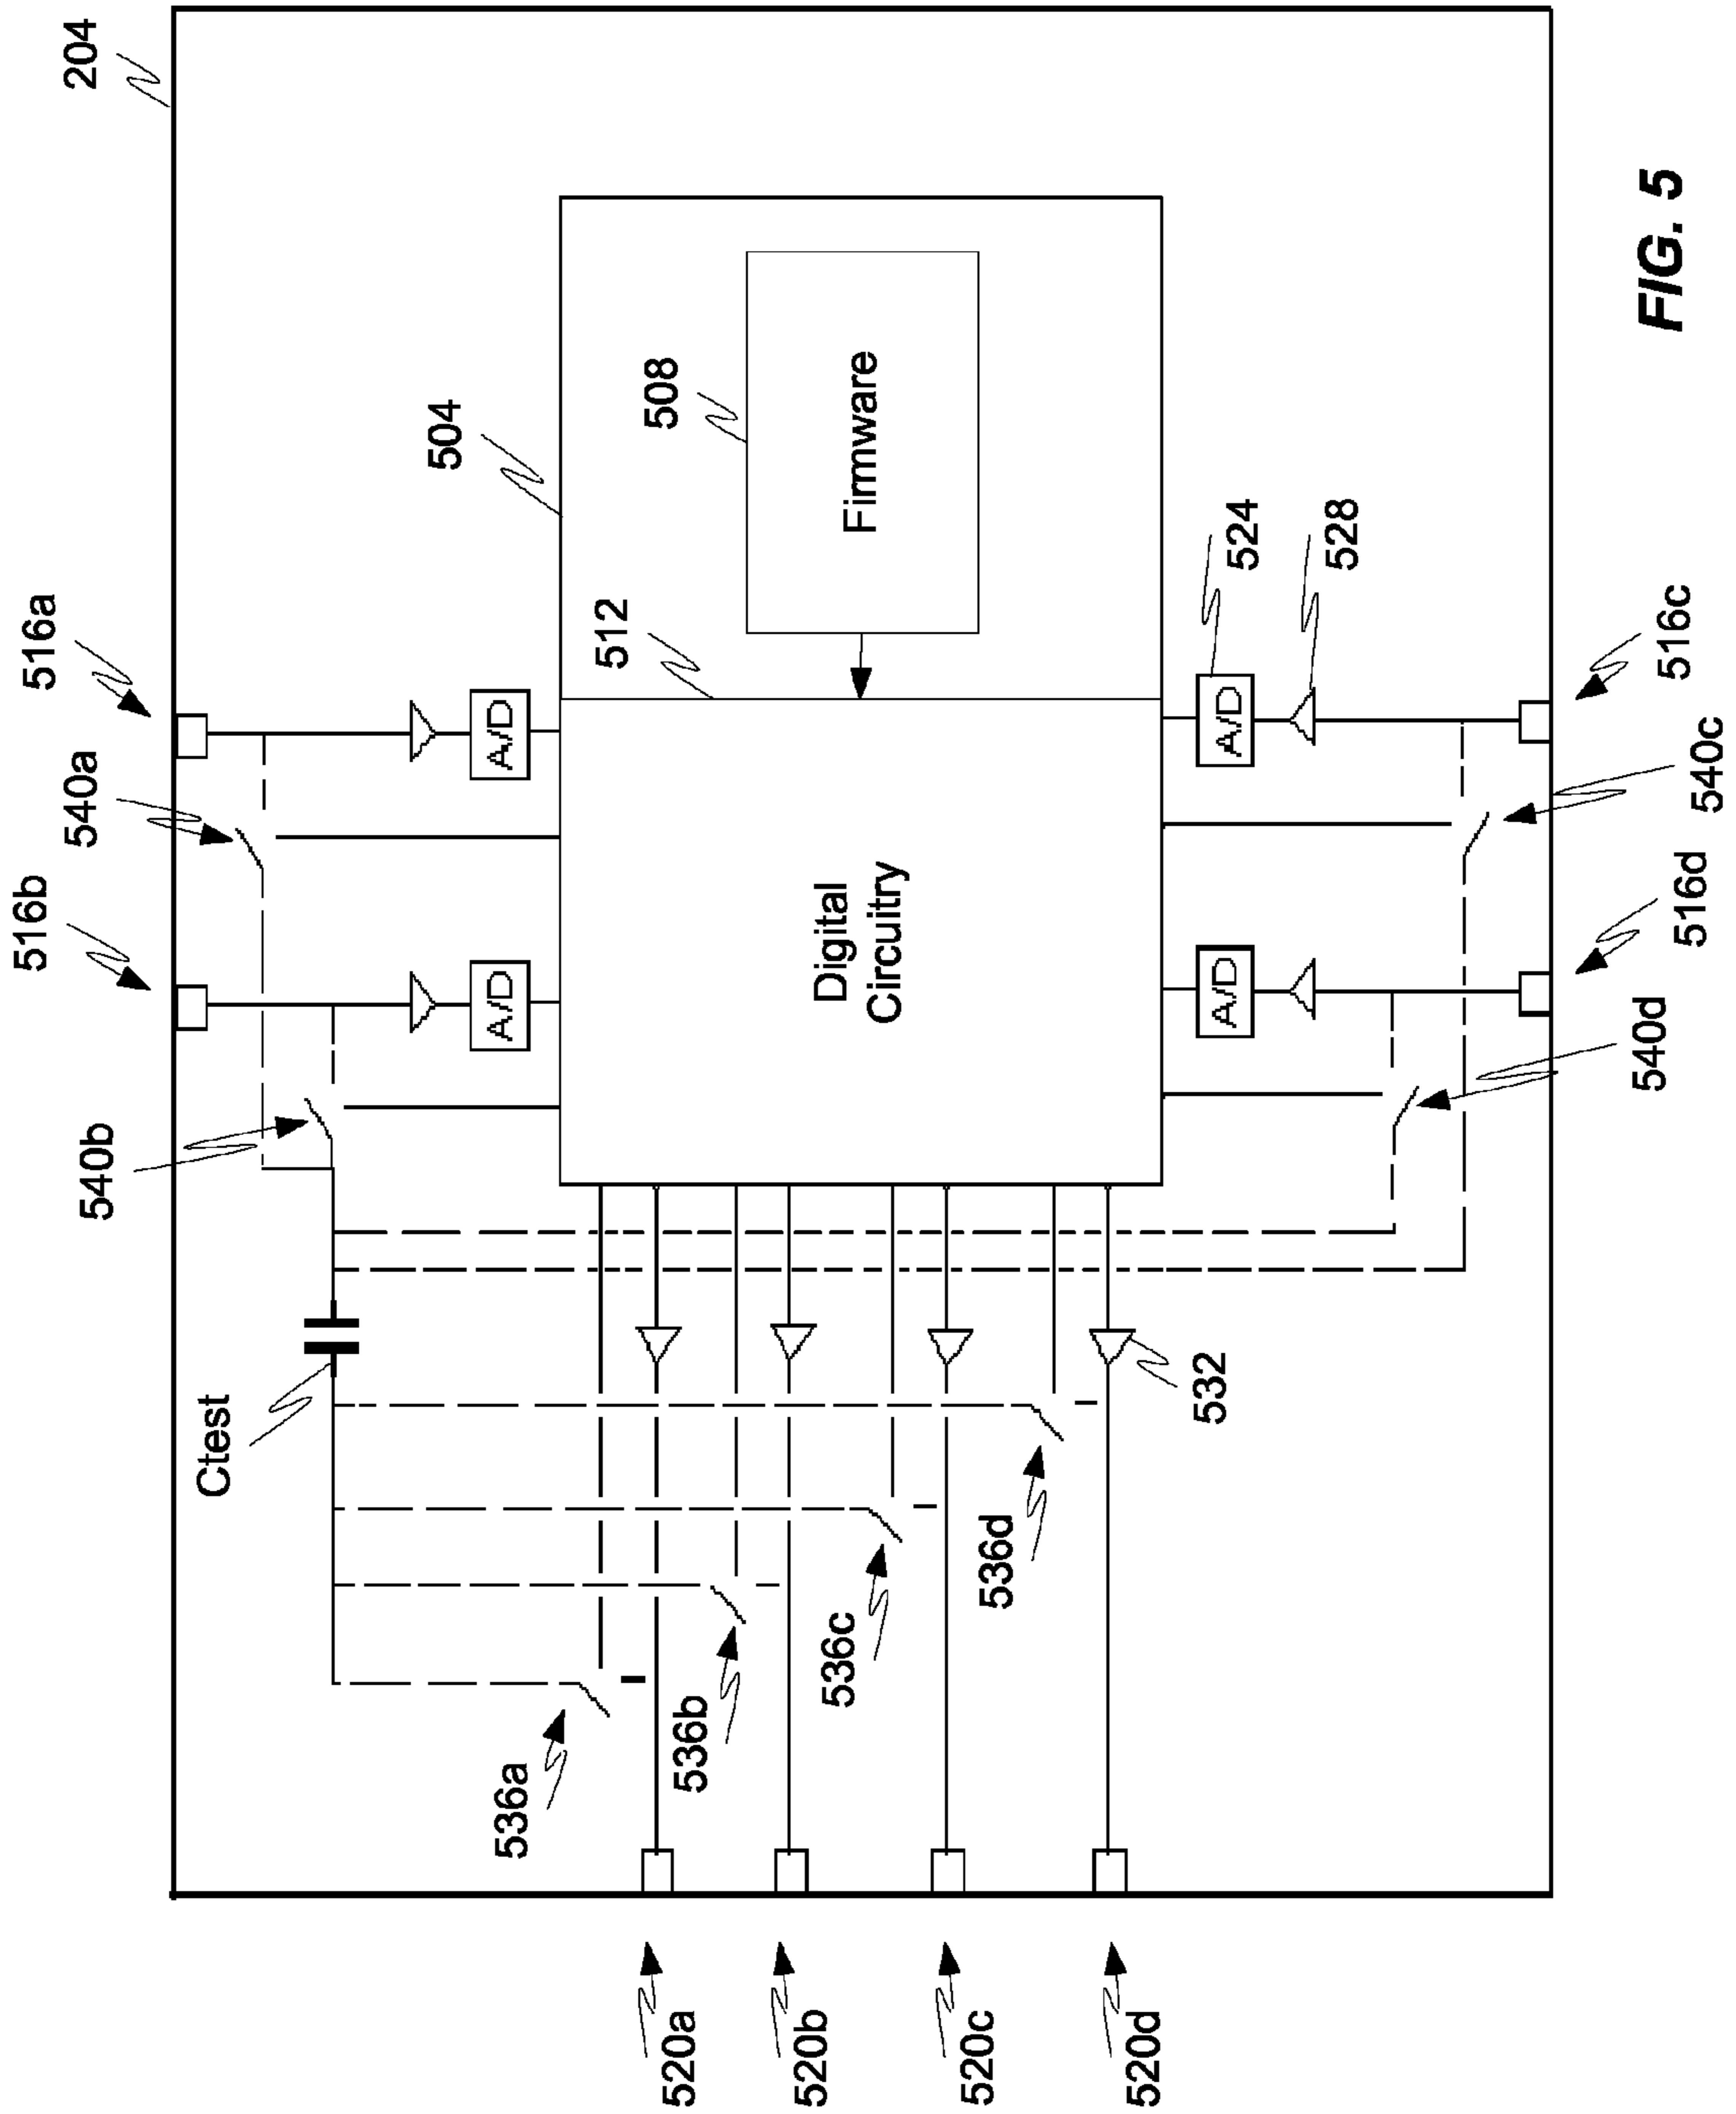 204
504
508
Firmware
512
516a
540a
516b
540b
A/D
A/D
Digital
Circuitry
A/D
A/D
524
528
516c
540c
516d
540d
Ctest
532
536a
536b
536c
536d
520a
520b
520c
520d
FIG. 5